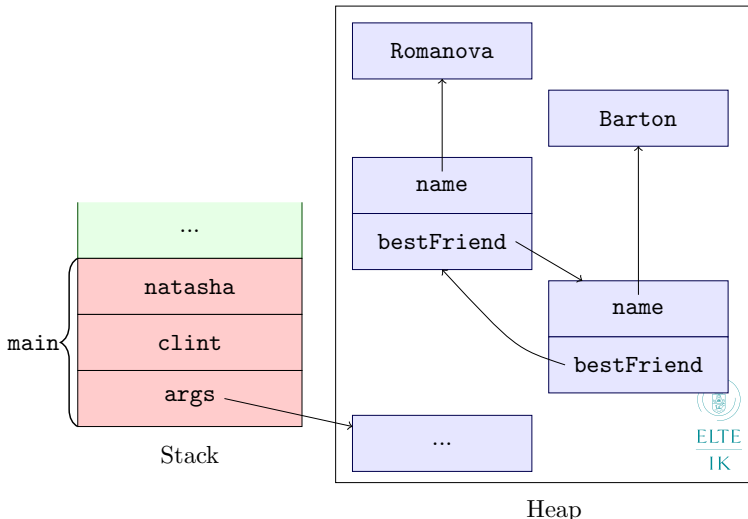 Romanova
Barton
name
bestFriend
...
natasha
name
main
clint
bestFriend
args
...
ELTE
IK
Stack
Heap